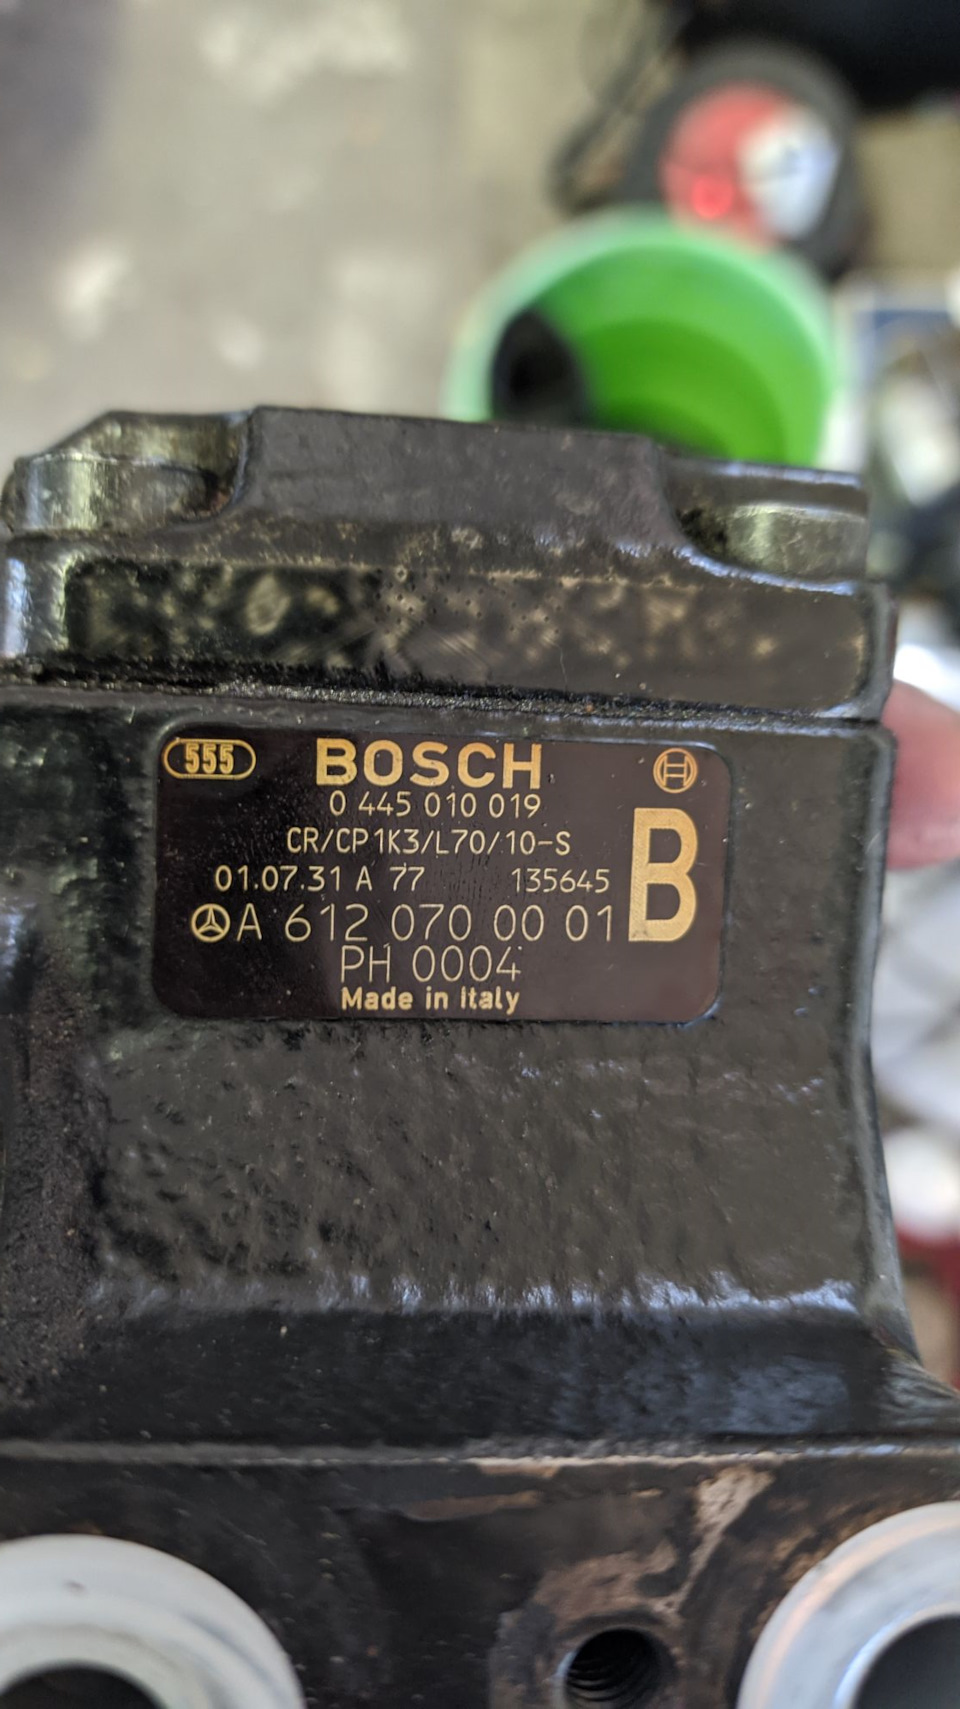 555 BOSCH
0 445 010 019
CR/CP1K3/L70/10-S
01.07.31 A 77 135645 B
A 612 070 00 01
PH 0004
Made in Italy